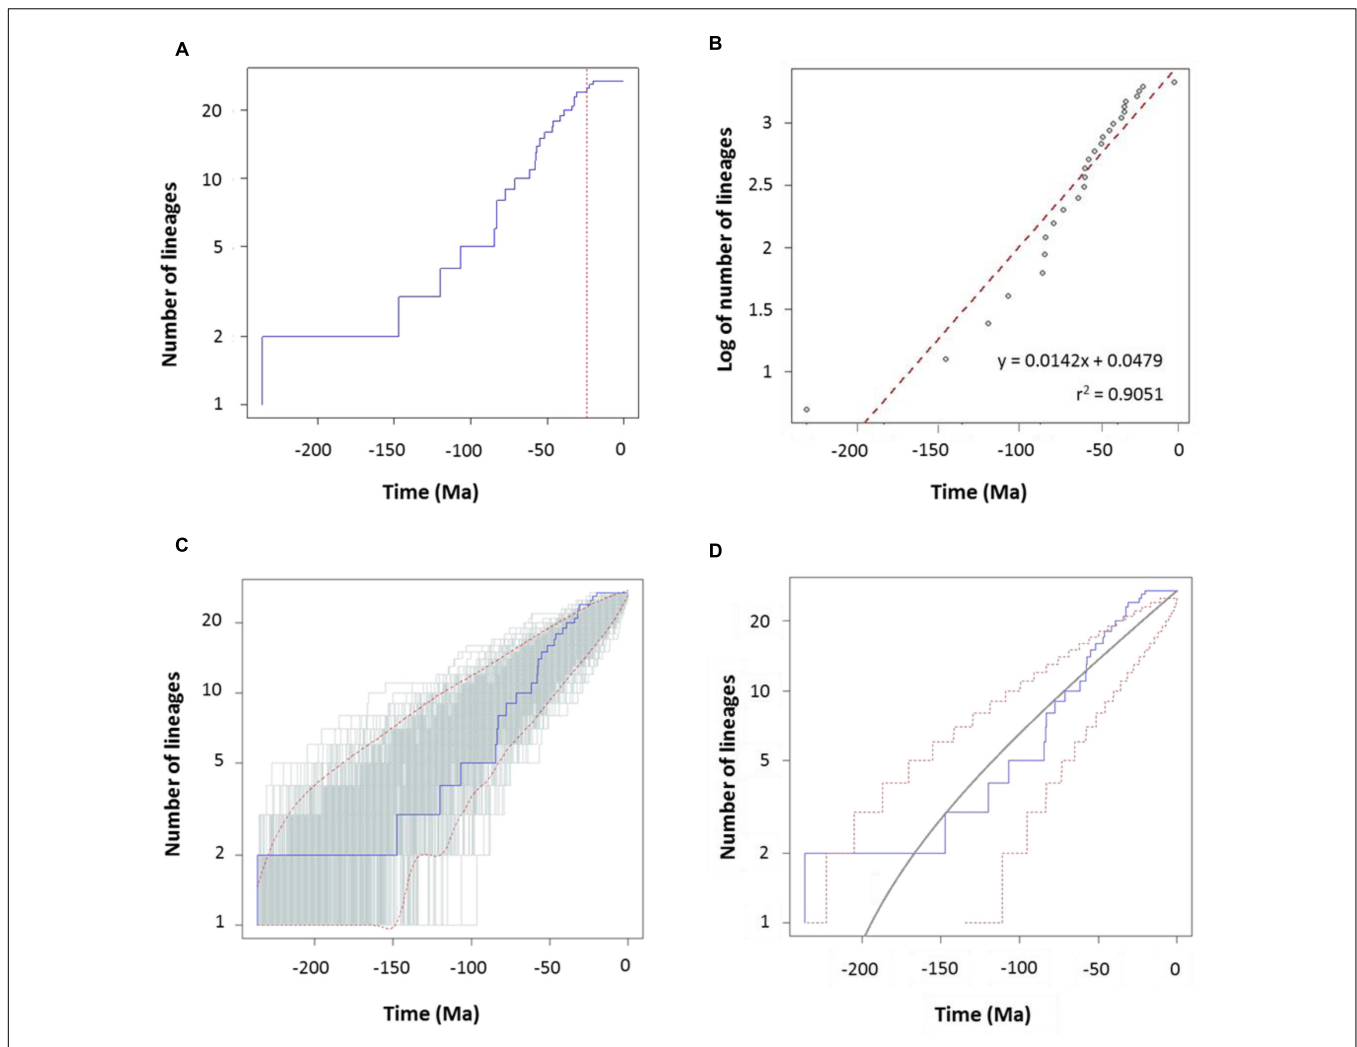 A
Number of lineages
20
10
5
2
1
-200 -150 -100 -50 0
Time (Ma)
B
Log of number of lineages
3
2.5
2
1.5
1
y = 0.0142x + 0.0479
r² = 0.9051
-200 -150 -100 -50 0
Time (Ma)
C
Number of lineages
20
10
5
2
1
-200 -150 -100 -50 0
Time (Ma)
D
Number of lineages
20
10
5
2
1
-200 -150 -100 -50 0
Time (Ma)